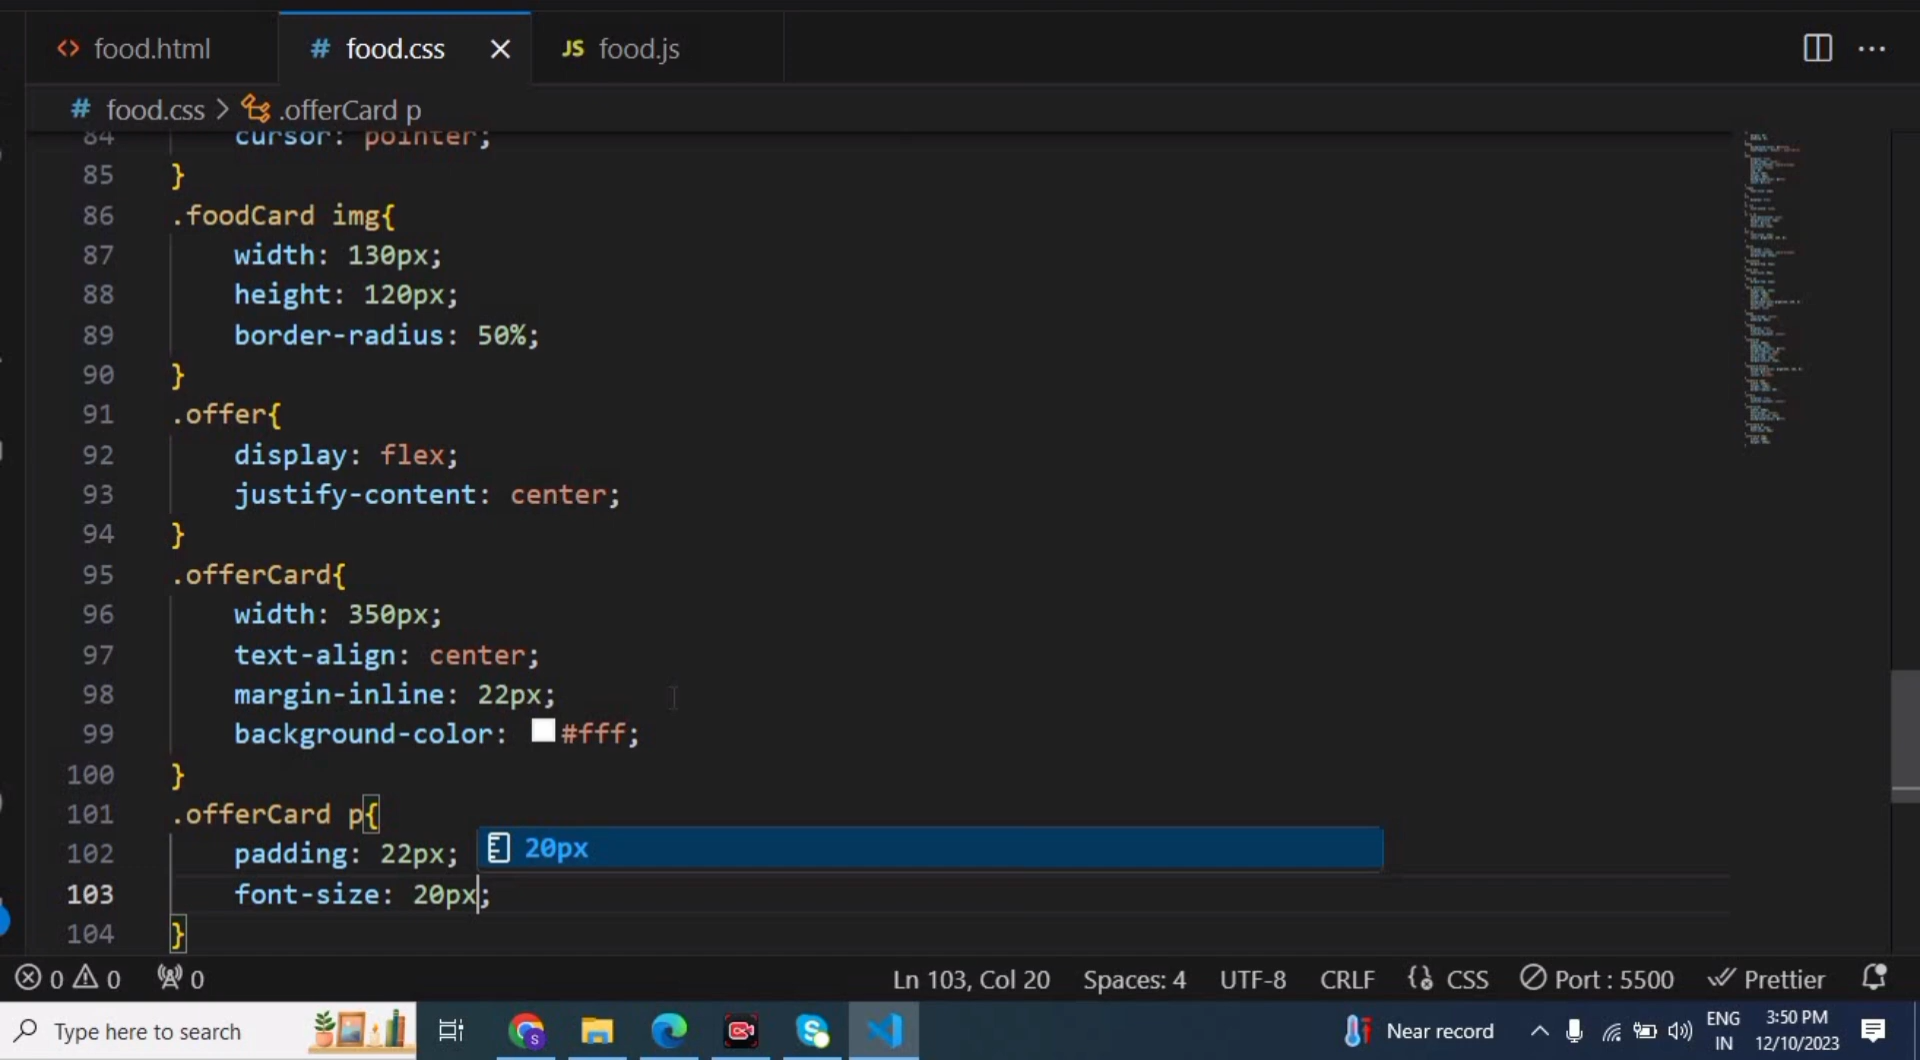 food.html
food.css
JS food.js
food.css > .offerCard p
84 cursor: pointer;
85 }
86 .foodCard img{
87 width: 130px;
88 height: 120px;
89 border-radius: 50%;
90 }
91 .offer{
92 display: flex;
93 justify-content: center;
94 }
95 .offerCard{
96 width: 350px;
97 text-align: center;
98 margin-inline: 22px;
99 background-color: #fff;
100 }
101 .offerCard p{
102 padding: 22px;
20px
103 font-size: 20px;
104 }
0 0 0 Ln 103, Col 20 Spaces: 4 UTF-8 CRLF CSS Port : 5500 Prettier
Type here to search
Near record
ENG
IN
3:50 PM
12/10/2023